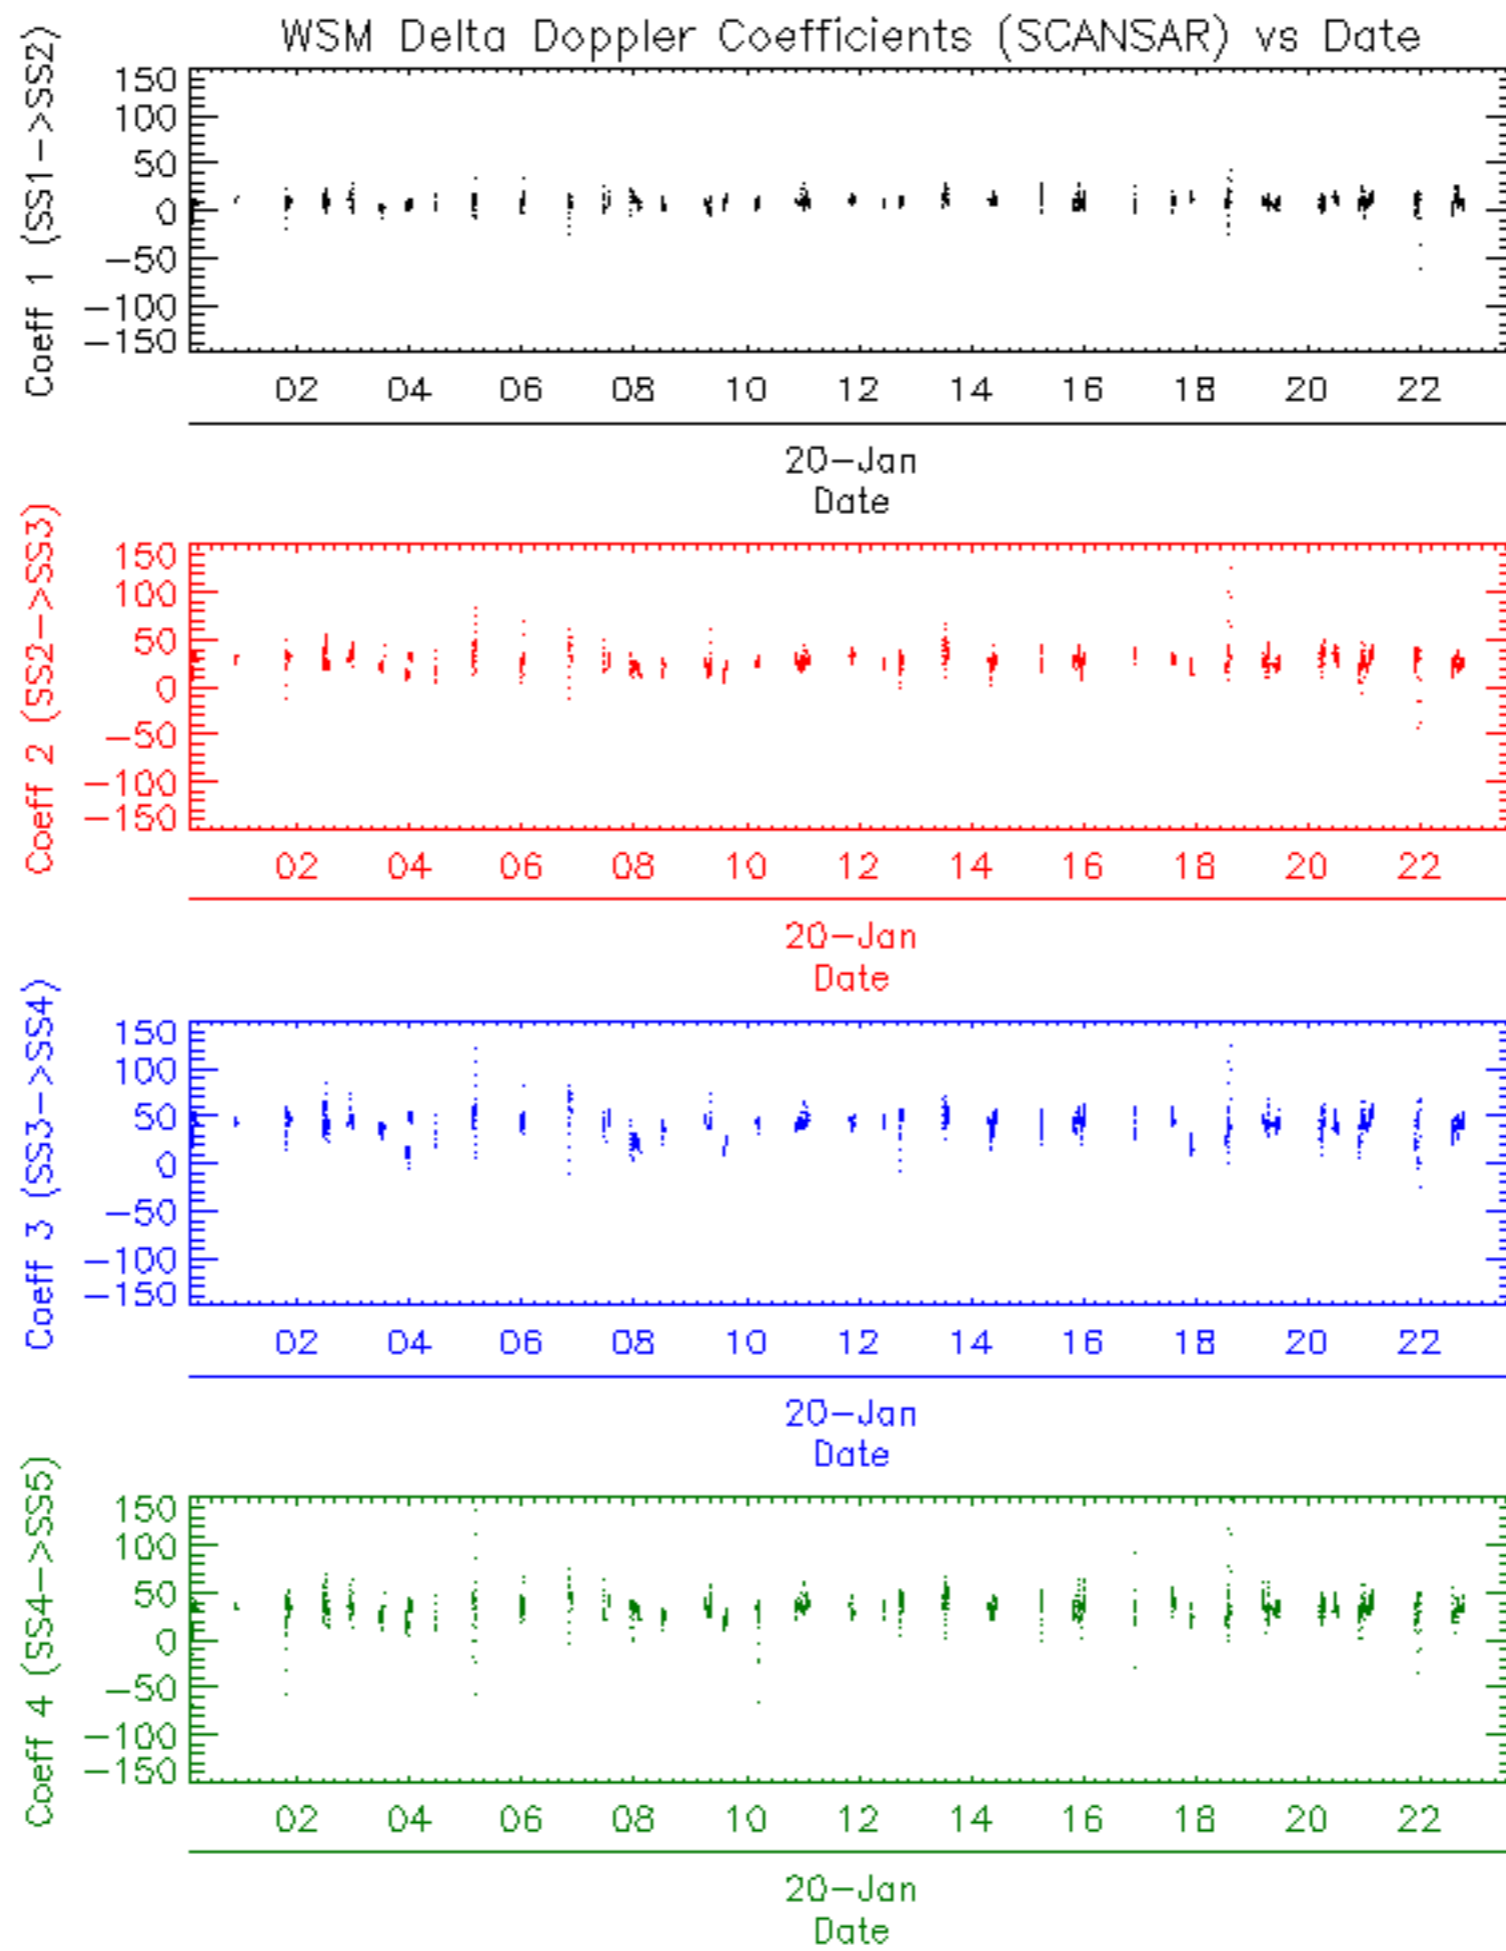 WSM Delta Doppler Coefficients (SCANSAR) vs Date
Coeff 1 (SS1->SS2)
150
100
50
0
-50
-100
-150
02 04 06 08 10 12 14 16 18 20 22
20-Jan
Date
Coeff 2 (SS2->SS3)
150
100
50
0
-50
-100
-150
02 04 06 08 10 12 14 16 18 20 22
20-Jan
Date
Coeff 3 (SS3->SS4)
150
100
50
0
-50
-100
-150
02 04 06 08 10 12 14 16 18 20 22
20-Jan
Date
Coeff 4 (SS4->SS5)
150
100
50
0
-50
-100
-150
02 04 06 08 10 12 14 16 18 20 22
20-Jan
Date